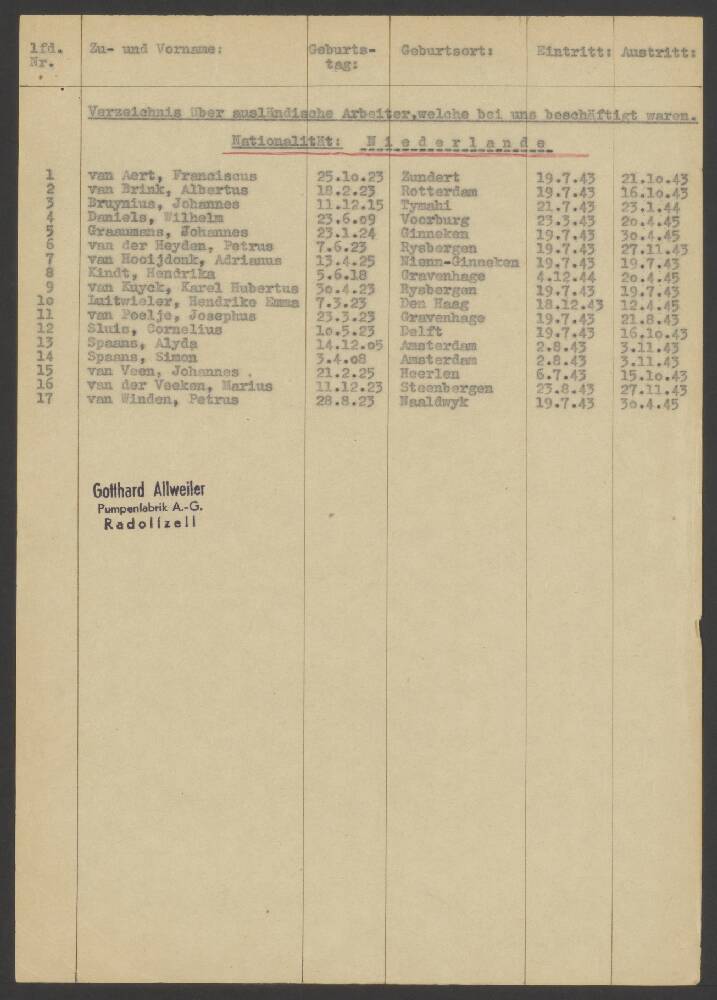 lfd. Zu- und Vorname: Geburts- Geburtsort: Eintritt: Austritt:
Nr. tag:
Verzeichnis über ausländische Arbeiter, welche bei uns beschäftigt waren.
Nationalität: Niederlande
1 van Aert, Franciscus 25.10.23 Zundert 19.7.43 21.10.43
2 van Brink, Albertus 18.2.23 Rotterdam 19.7.43 16.10.43
3 Bruynius, Johannes 11.12.15 Tymahi 21.7.43 23.1.44
4 Daniels, Wilhelm 23.6.09 Voorburg 23.3.43 20.4.45
5 Graaumans, Johannes 23.1.24 Ginneken 19.7.43 30.4.45
6 van der Heyden, Petrus 7.6.23 Rysbergen 19.7.43 27.11.43
7 van Hooijdonk, Adrianus 13.4.25 Nienn-Ginneken 19.7.43 19.7.43
8 Kindt, Hendrika 5.6.18 Gravenhage 4.12.44 20.4.45
9 van Kuyck, Karel Hubertus 30.4.23 Rysbergen 19.7.43 19.7.43
10 Luitwieler, Hendrike Emma 7.3.23 Den Haag 18.12.43 12.4.45
11 van Poelje, Josephus 23.3.23 Gravenhage 19.7.43 21.8.43
12 Sluis, Cornelius 10.5.23 Delft 19.7.43 16.10.43
13 Spaans, Alyda 14.12.05 Amsterdam 2.8.43 3.11.43
14 Spaans, Simon 3.4.08 Amsterdam 2.8.43 3.11.43
15 van Veen, Johannes 21.2.25 Heerlen 6.7.43 15.10.43
16 van der Veeken, Marius 11.12.23 Steenbergen 23.8.43 27.11.43
17 van Winden, Petrus 28.8.23 Naaldwyk 19.7.43 30.4.45
Gotthard Allweiler
Pumpenfabrik A.-G.
Radolfzell